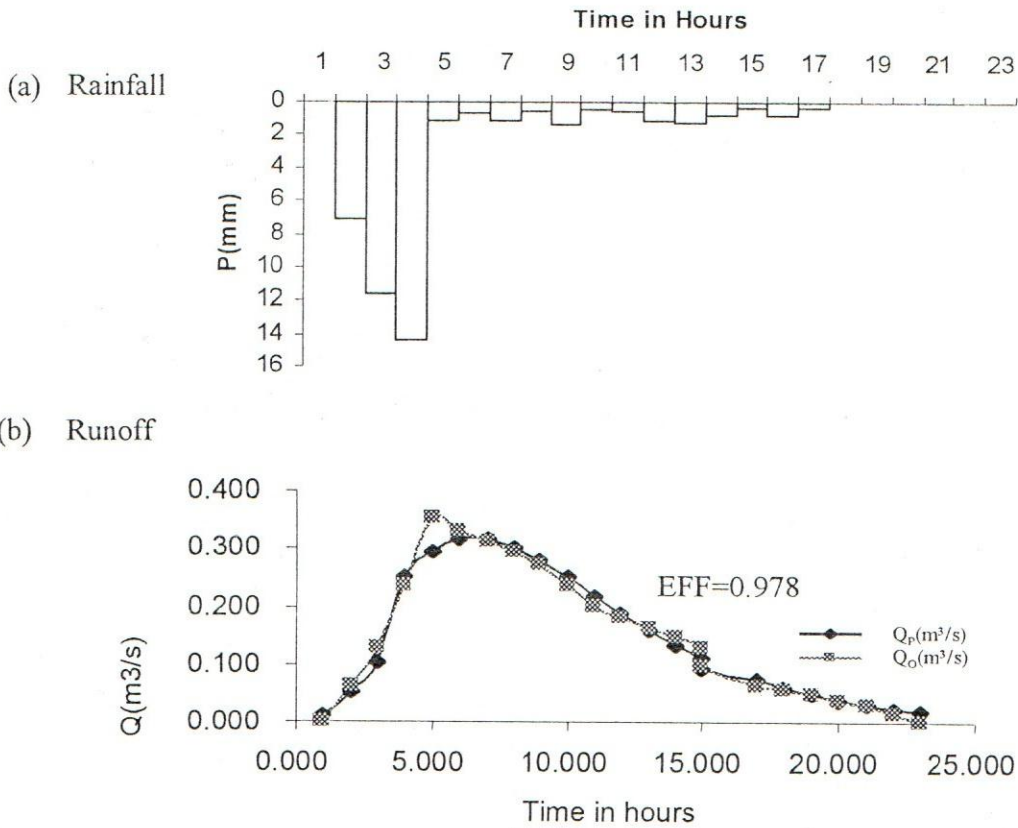 Time in Hours
1 3 5 7 9 11 13 15 17 19 21 23
(a) Rainfall
P(mm)
0
2
4
6
8
10
12
14
16
(b) Runoff
Q(m3/s)
0.400
0.300
0.200
0.100
0.000
EFF=0.978
Qₚ(m³/s)
Qₒ(m³/s)
0.000 5.000 10.000 15.000 20.000 25.000
Time in hours